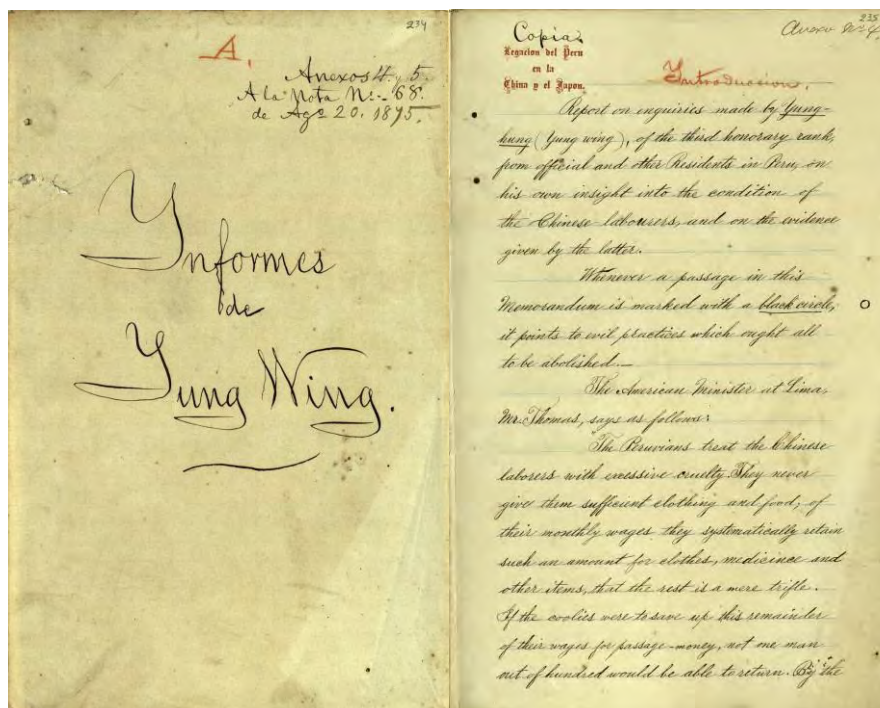 234
A.
Anexos 4. y 5.
A la Nota No.- 68.
de Ago 20. 1875.
Informes
de
Yung Wing.
235
Anexo No 4.
Copia.
Legacion del Peru
en la
China y el Japon.
Introduccion.
Report on enquiries made by Yung-
hung (Yung wing), of the third honorary rank,
from official and other Residents in Peru, on
his own insight into the condition of
the Chinese labourers, and on the evidence
given by the latter.
Whenever a passage in this
Memorandum is marked with a black circle,
it points to evil practices which ought all
to be abolished.—
The American Minister at Lima,
Mr. Thomas, says as follows:
The Peruvians treat the Chinese
laborers with excessive cruelty. They never
give them sufficient clothing and food, of
their monthly wages they systematically retain
such an amount for clothes, medicince and
other items, that the rest is a mere trifle.
If the coolies were to save up this remainder
of their wages for passage-money, not one man
out of hundred would be able to return. By the